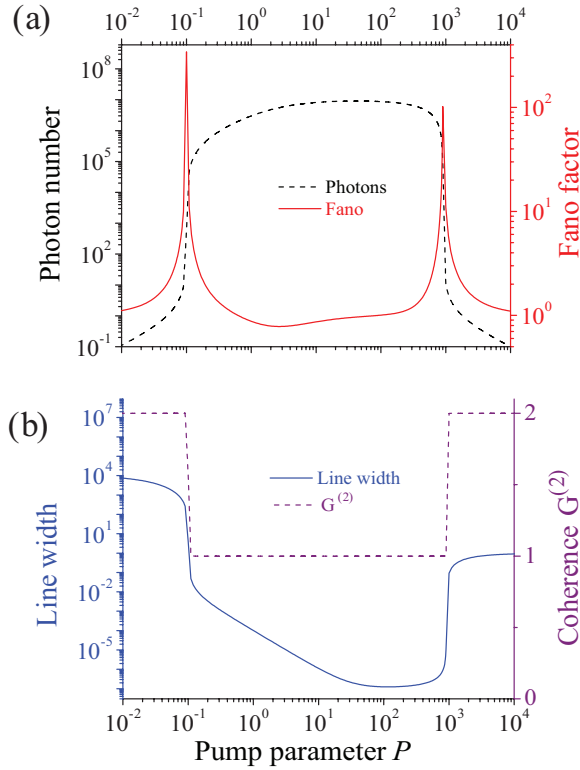 (a)
10^-2 10^-1 10^0 10^1 10^2 10^3 10^4
Photon number
10^8
10^5
10^2
10^-1
Photons
Fano
10^2
10^1
10^0
Fano factor
(b)
Line width
10^7
10^4
10^1
10^-2
10^-5
Line width
G^(2)
2
1
0
Coherence G^(2)
10^-2 10^-1 10^0 10^1 10^2 10^3 10^4
Pump parameter P